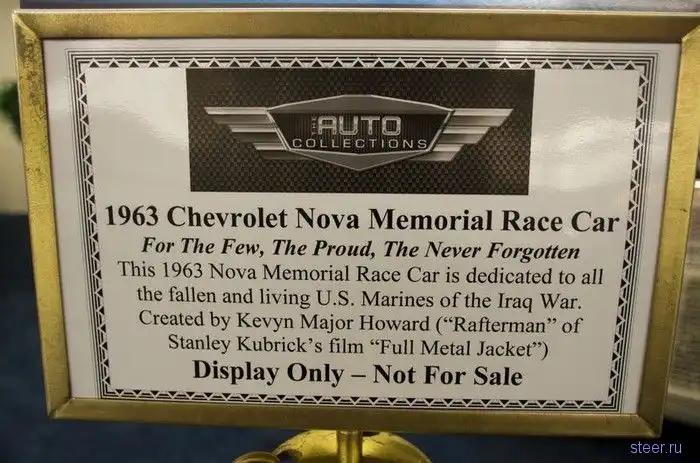 THE AUTO
COLLECTIONS
1963 Chevrolet Nova Memorial Race Car
For The Few, The Proud, The Never Forgotten
This 1963 Nova Memorial Race Car is dedicated to all
the fallen and living U.S. Marines of the Iraq War.
Created by Kevyn Major Howard (“Rafterman” of
Stanley Kubrick’s film “Full Metal Jacket”)
Display Only – Not For Sale
steer.ru